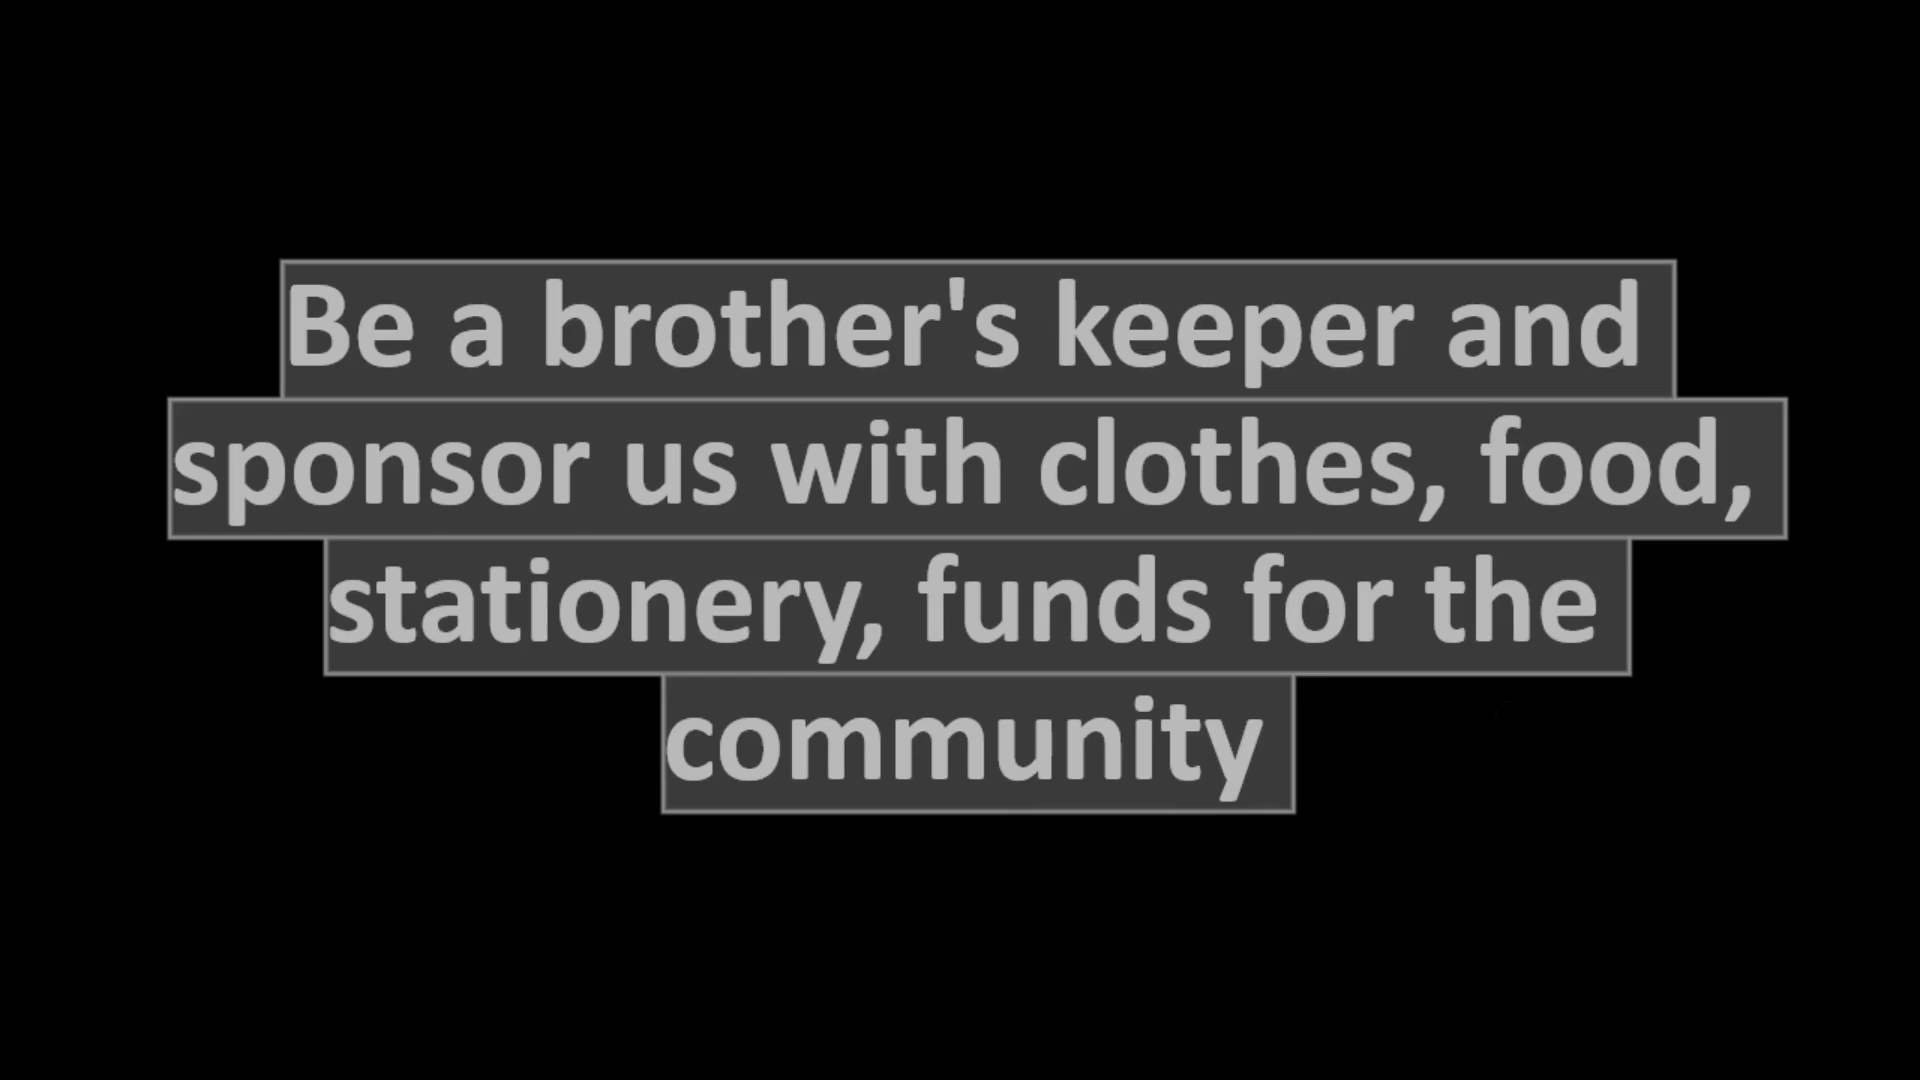 Be a brother's keeper and
sponsor us with clothes, food,
stationery, funds for the
community